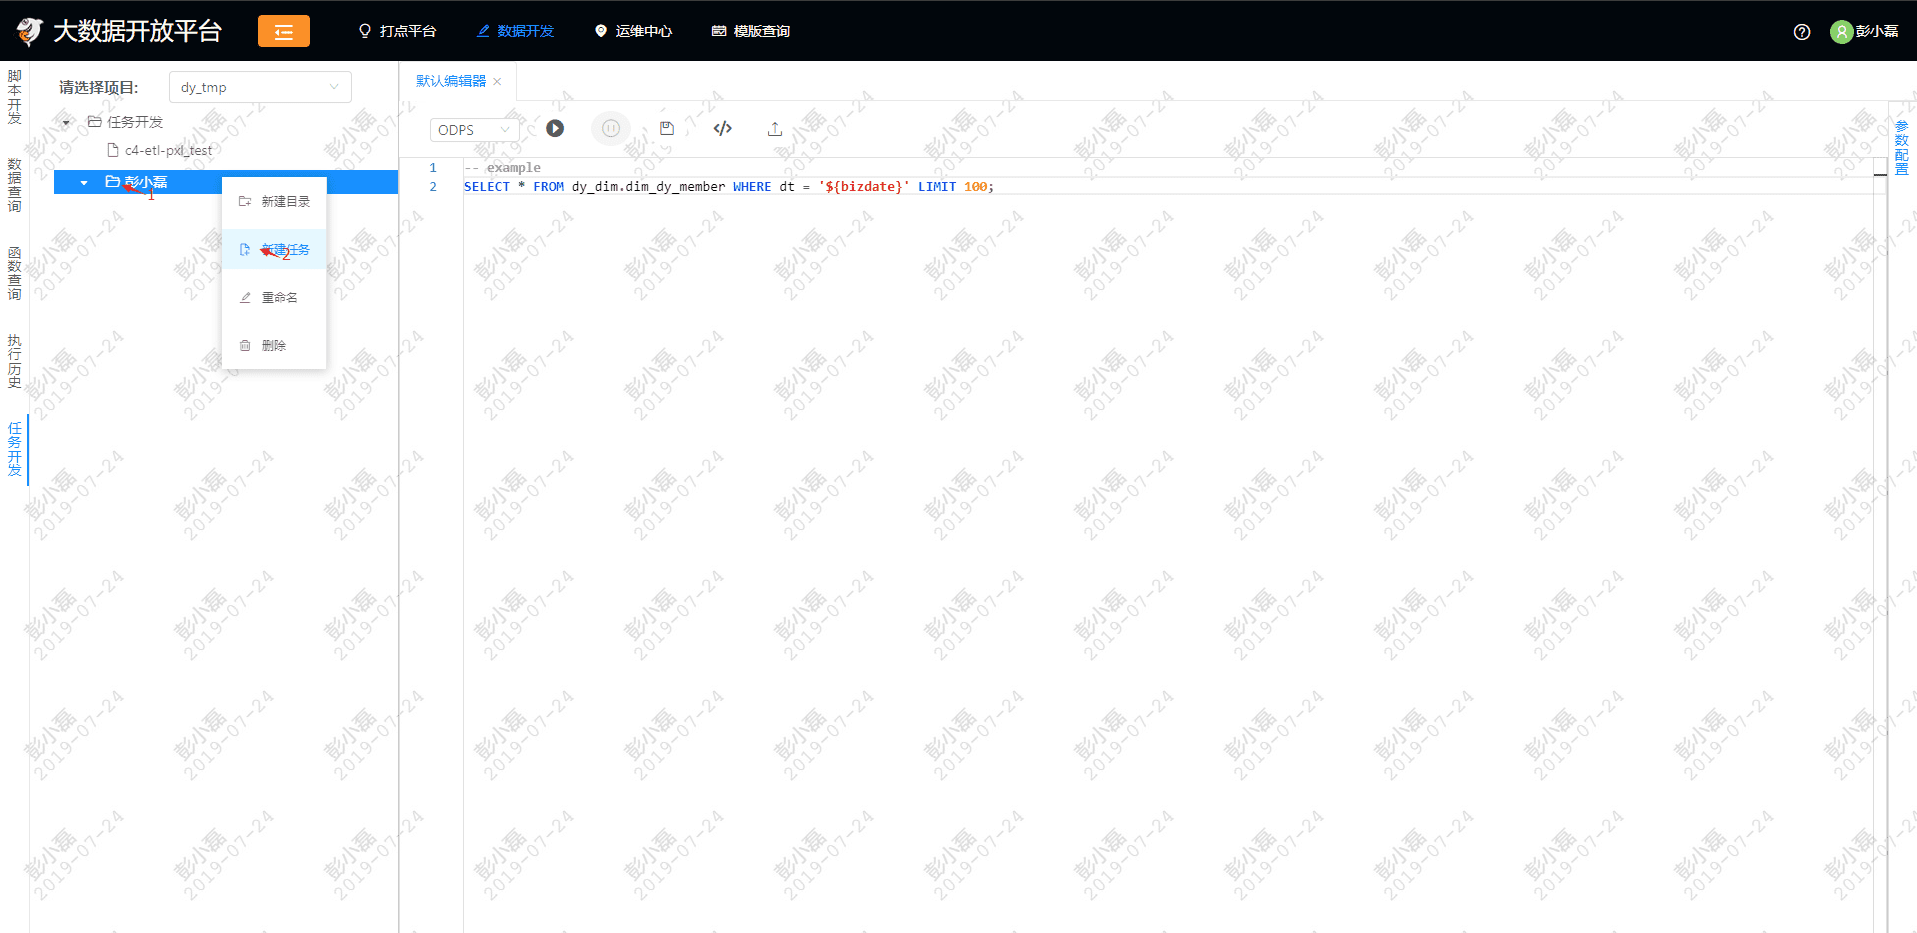 大数据开放平台
打点平台
数据开发
运维中心
模版查询
彭小磊
脚本开发
数据查询
函数查询
执行历史
任务开发
请选择项目:
dy_tmp
任务开发
c4-etl-pxl_test
彭小磊
1
新建目录
新建任务
2
重命名
删除
默认编辑器
ODPS
1
-- example
2
SELECT * FROM dy_dim.dim_dy_member WHERE dt = '${bizdate}' LIMIT 100;
参数配置
彭小磊
2019-07-24